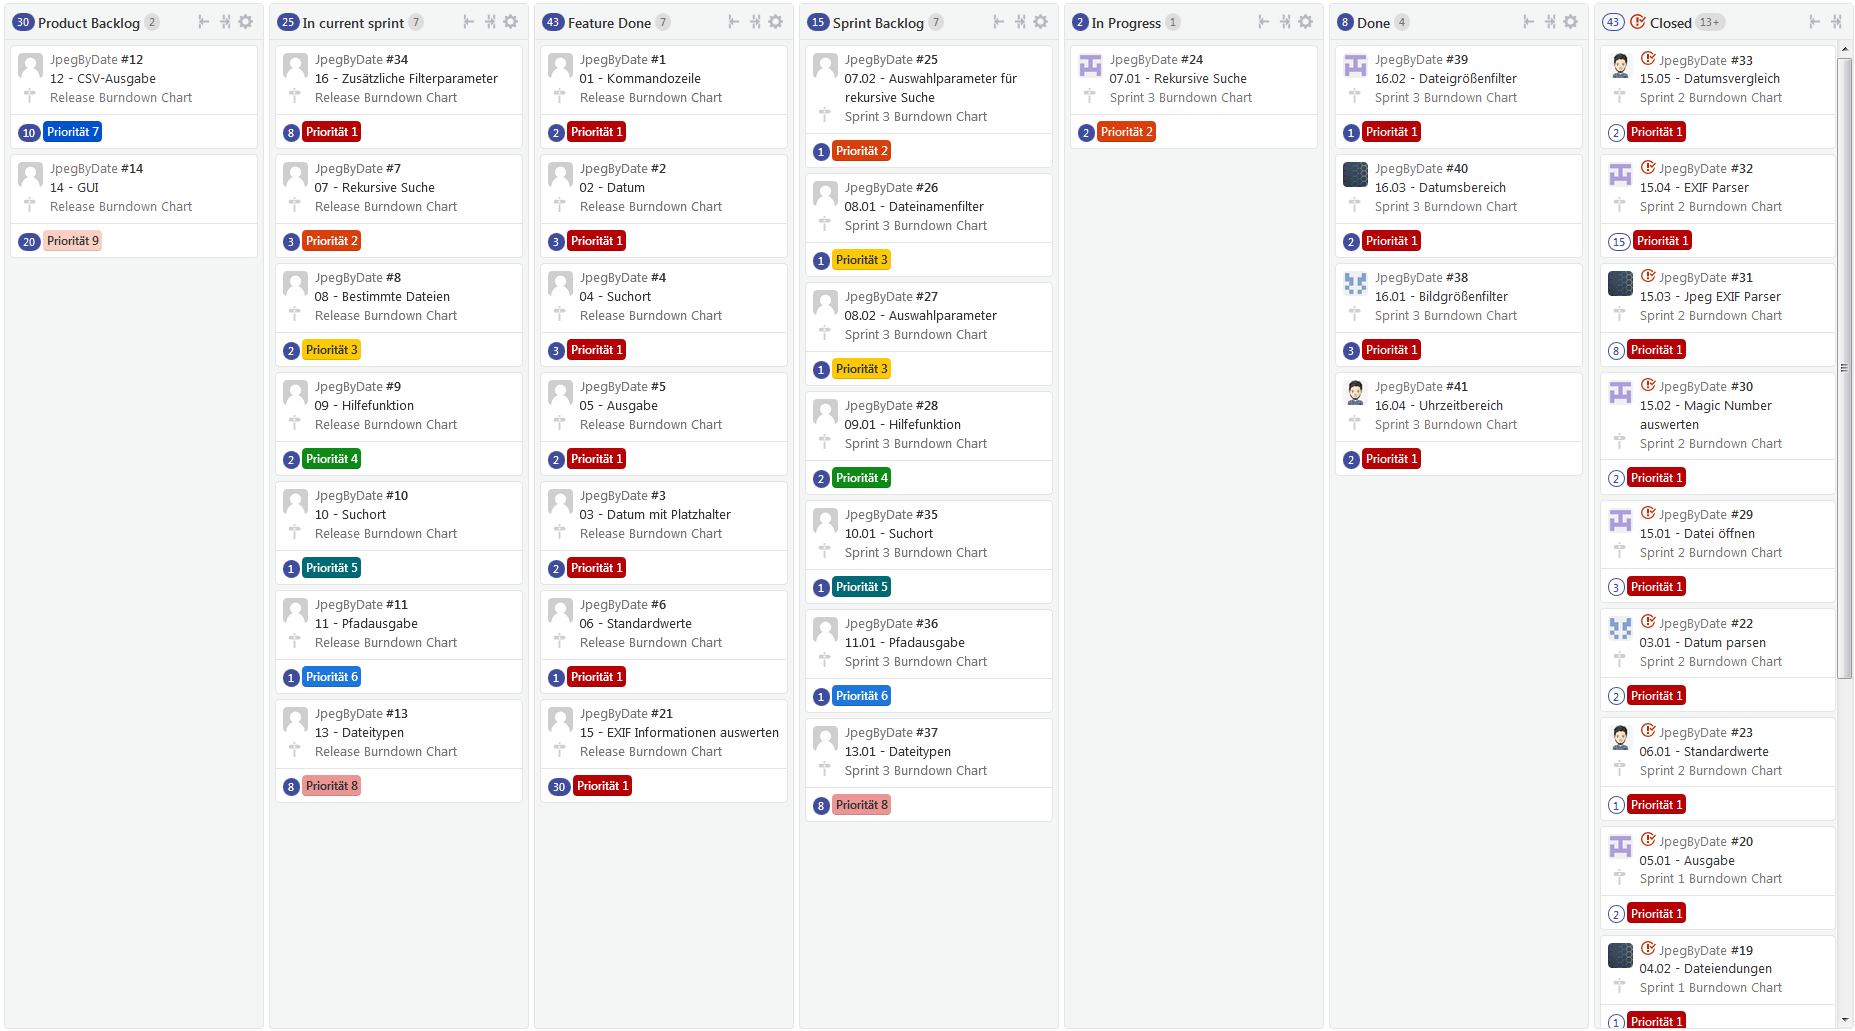 30 Product Backlog 2
JpegByDate #12
12 - CSV-Ausgabe
Release Burndown Chart
10 Priorität 7
JpegByDate #14
14 - GUI
Release Burndown Chart
20 Priorität 9
25 In current sprint 7
JpegByDate #34
16 - Zusätzliche Filterparameter
Release Burndown Chart
8 Priorität 1
JpegByDate #7
07 - Rekursive Suche
Release Burndown Chart
3 Priorität 2
JpegByDate #8
08 - Bestimmte Dateien
Release Burndown Chart
2 Priorität 3
JpegByDate #9
09 - Hilfefunktion
Release Burndown Chart
2 Priorität 4
JpegByDate #10
10 - Suchort
Release Burndown Chart
1 Priorität 5
JpegByDate #11
11 - Pfadausgabe
Release Burndown Chart
1 Priorität 6
JpegByDate #13
13 - Dateitypen
Release Burndown Chart
8 Priorität 8
43 Feature Done 7
JpegByDate #1
01 - Kommandozeile
Release Burndown Chart
2 Priorität 1
JpegByDate #2
02 - Datum
Release Burndown Chart
3 Priorität 1
JpegByDate #4
04 - Suchort
Release Burndown Chart
3 Priorität 1
JpegByDate #5
05 - Ausgabe
Release Burndown Chart
2 Priorität 1
JpegByDate #3
03 - Datum mit Platzhalter
Release Burndown Chart
2 Priorität 1
JpegByDate #6
06 - Standardwerte
Release Burndown Chart
1 Priorität 1
JpegByDate #21
15 - EXIF Informationen auswerten
Release Burndown Chart
30 Priorität 1
15 Sprint Backlog 7
JpegByDate #25
07.02 - Auswahlparameter für
rekursive Suche
Sprint 3 Burndown Chart
1 Priorität 2
JpegByDate #26
08.01 - Dateinamenfilter
Sprint 3 Burndown Chart
1 Priorität 3
JpegByDate #27
08.02 - Auswahlparameter
Sprint 3 Burndown Chart
1 Priorität 3
JpegByDate #28
09.01 - Hilfefunktion
Sprint 3 Burndown Chart
2 Priorität 4
JpegByDate #35
10.01 - Suchort
Sprint 3 Burndown Chart
1 Priorität 5
JpegByDate #36
11.01 - Pfadausgabe
Sprint 3 Burndown Chart
1 Priorität 6
JpegByDate #37
13.01 - Dateitypen
Sprint 3 Burndown Chart
8 Priorität 8
2 In Progress 1
JpegByDate #24
07.01 - Rekursive Suche
Sprint 3 Burndown Chart
2 Priorität 2
8 Done 4
JpegByDate #39
16.02 - Dateigrößenfilter
Sprint 3 Burndown Chart
1 Priorität 1
JpegByDate #40
16.03 - Datumsbereich
Sprint 3 Burndown Chart
2 Priorität 1
JpegByDate #38
16.01 - Bildgrößenfilter
Sprint 3 Burndown Chart
3 Priorität 1
JpegByDate #41
16.04 - Uhrzeitbereich
Sprint 3 Burndown Chart
2 Priorität 1
43 Closed 13+
JpegByDate #33
15.05 - Datumsvergleich
Sprint 2 Burndown Chart
2 Priorität 1
JpegByDate #32
15.04 - EXIF Parser
Sprint 2 Burndown Chart
15 Priorität 1
JpegByDate #31
15.03 - Jpeg EXIF Parser
Sprint 2 Burndown Chart
8 Priorität 1
JpegByDate #30
15.02 - Magic Number
auswerten
Sprint 2 Burndown Chart
2 Priorität 1
JpegByDate #29
15.01 - Datei öffnen
Sprint 2 Burndown Chart
3 Priorität 1
JpegByDate #22
03.01 - Datum parsen
Sprint 2 Burndown Chart
2 Priorität 1
JpegByDate #23
06.01 - Standardwerte
Sprint 2 Burndown Chart
1 Priorität 1
JpegByDate #20
05.01 - Ausgabe
Sprint 1 Burndown Chart
2 Priorität 1
JpegByDate #19
04.02 - Dateiendungen
Sprint 1 Burndown Chart
1 Priorität 1